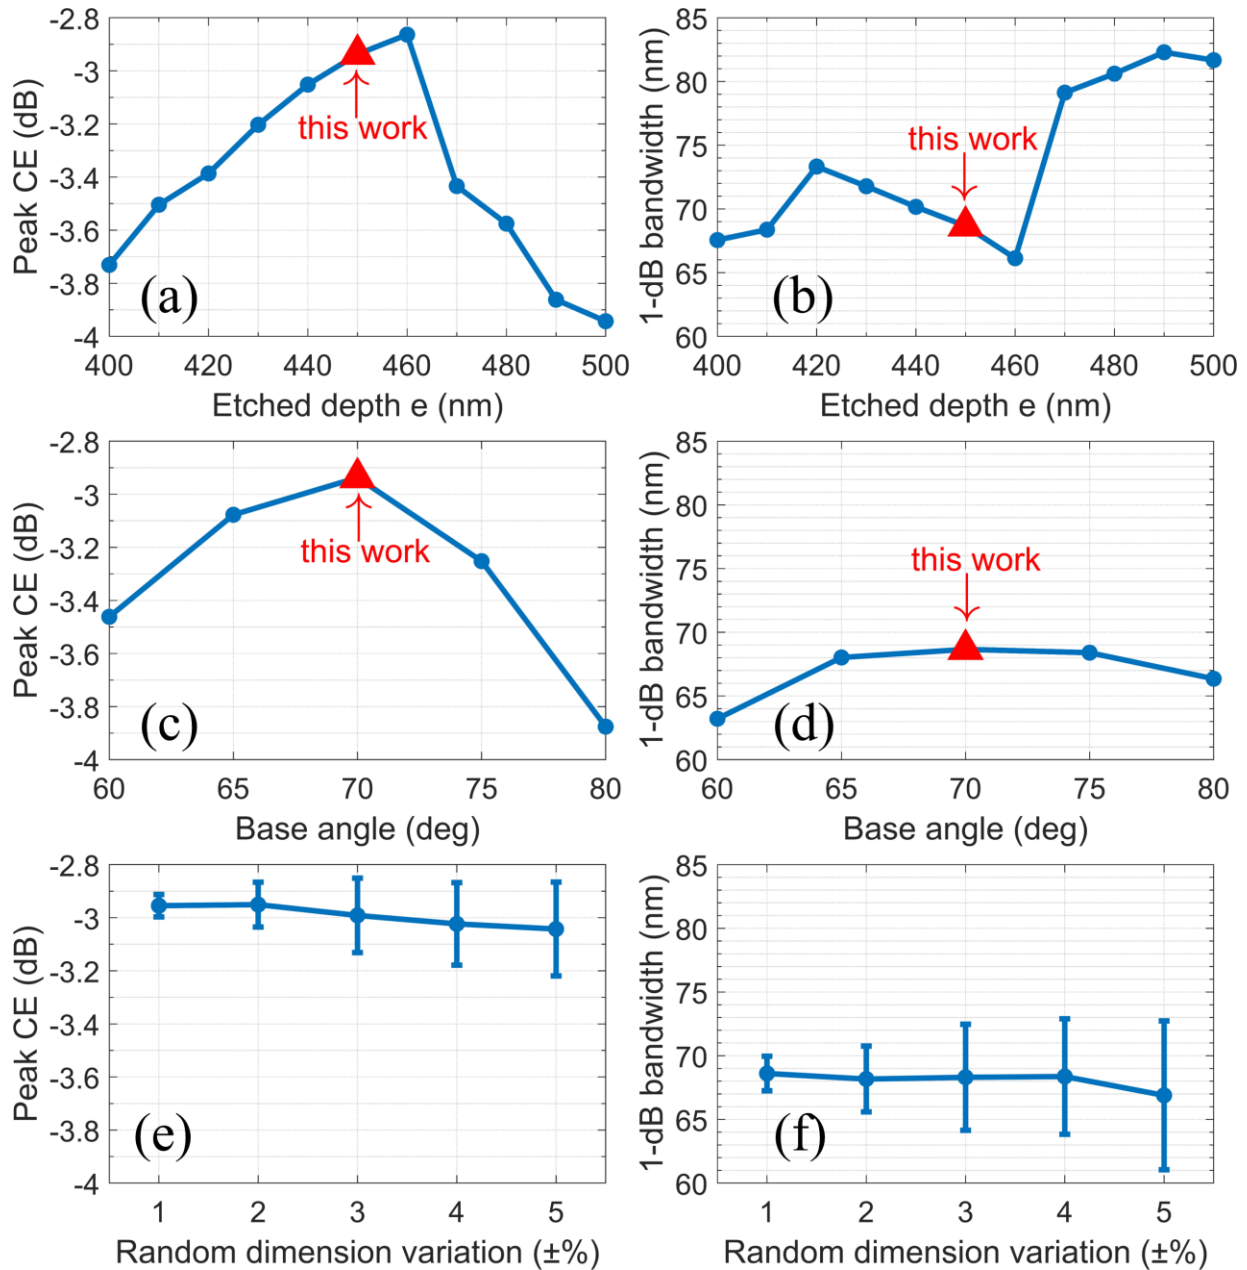 Peak CE (dB)
-2.8
-3
-3.2
-3.4
-3.6
-3.8
-4
this work
(a)
400 420 440 460 480 500
Etched depth e (nm)
1-dB bandwidth (nm)
85
80
75
70
65
60
this work
(b)
400 420 440 460 480 500
Etched depth e (nm)
Peak CE (dB)
-2.8
-3
-3.2
-3.4
-3.6
-3.8
-4
this work
(c)
60 65 70 75 80
Base angle (deg)
1-dB bandwidth (nm)
85
80
75
70
65
60
this work
(d)
60 65 70 75 80
Base angle (deg)
Peak CE (dB)
-2.8
-3
-3.2
-3.4
-3.6
-3.8
-4
(e)
1 2 3 4 5
Random dimension variation (±%)
1-dB bandwidth (nm)
85
80
75
70
65
60
(f)
1 2 3 4 5
Random dimension variation (±%)